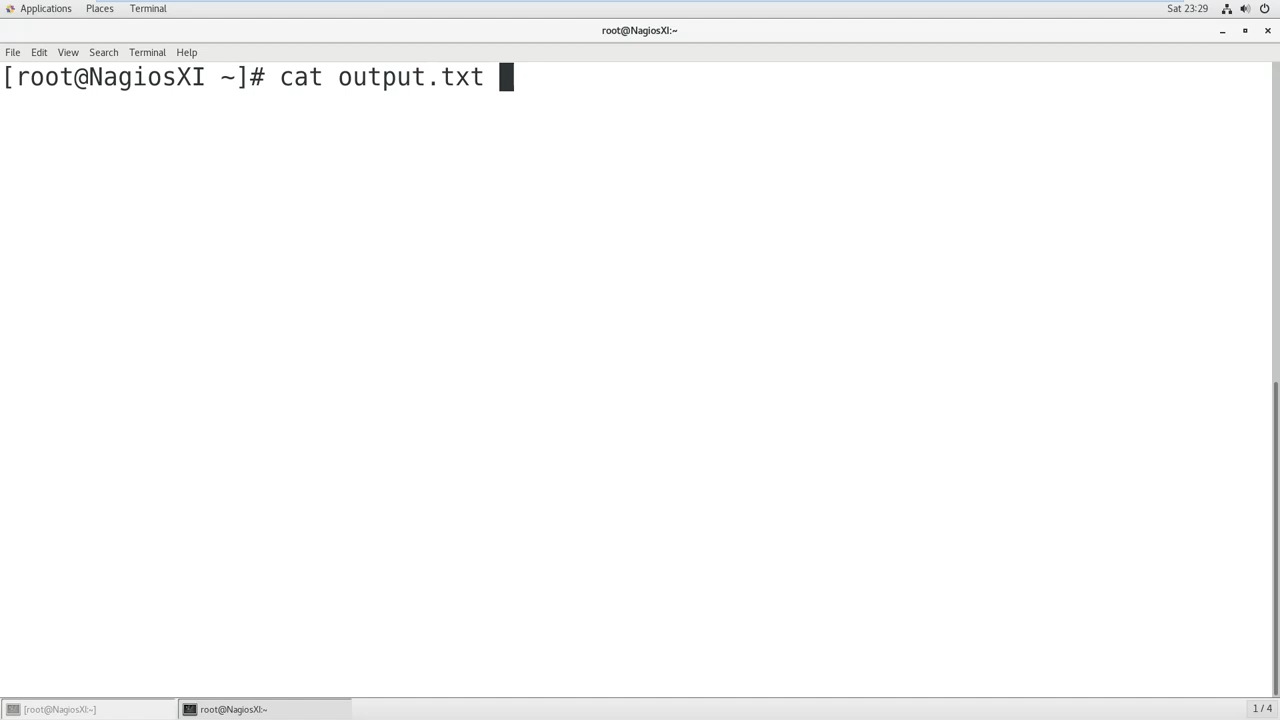 Applications Places Terminal Sat 23:29
root@NagiosXI:~
File Edit View Search Terminal Help
[root@NagiosXI ~]# cat output.txt
[root@NagiosXI:~] root@NagiosXI:~ 1 / 4